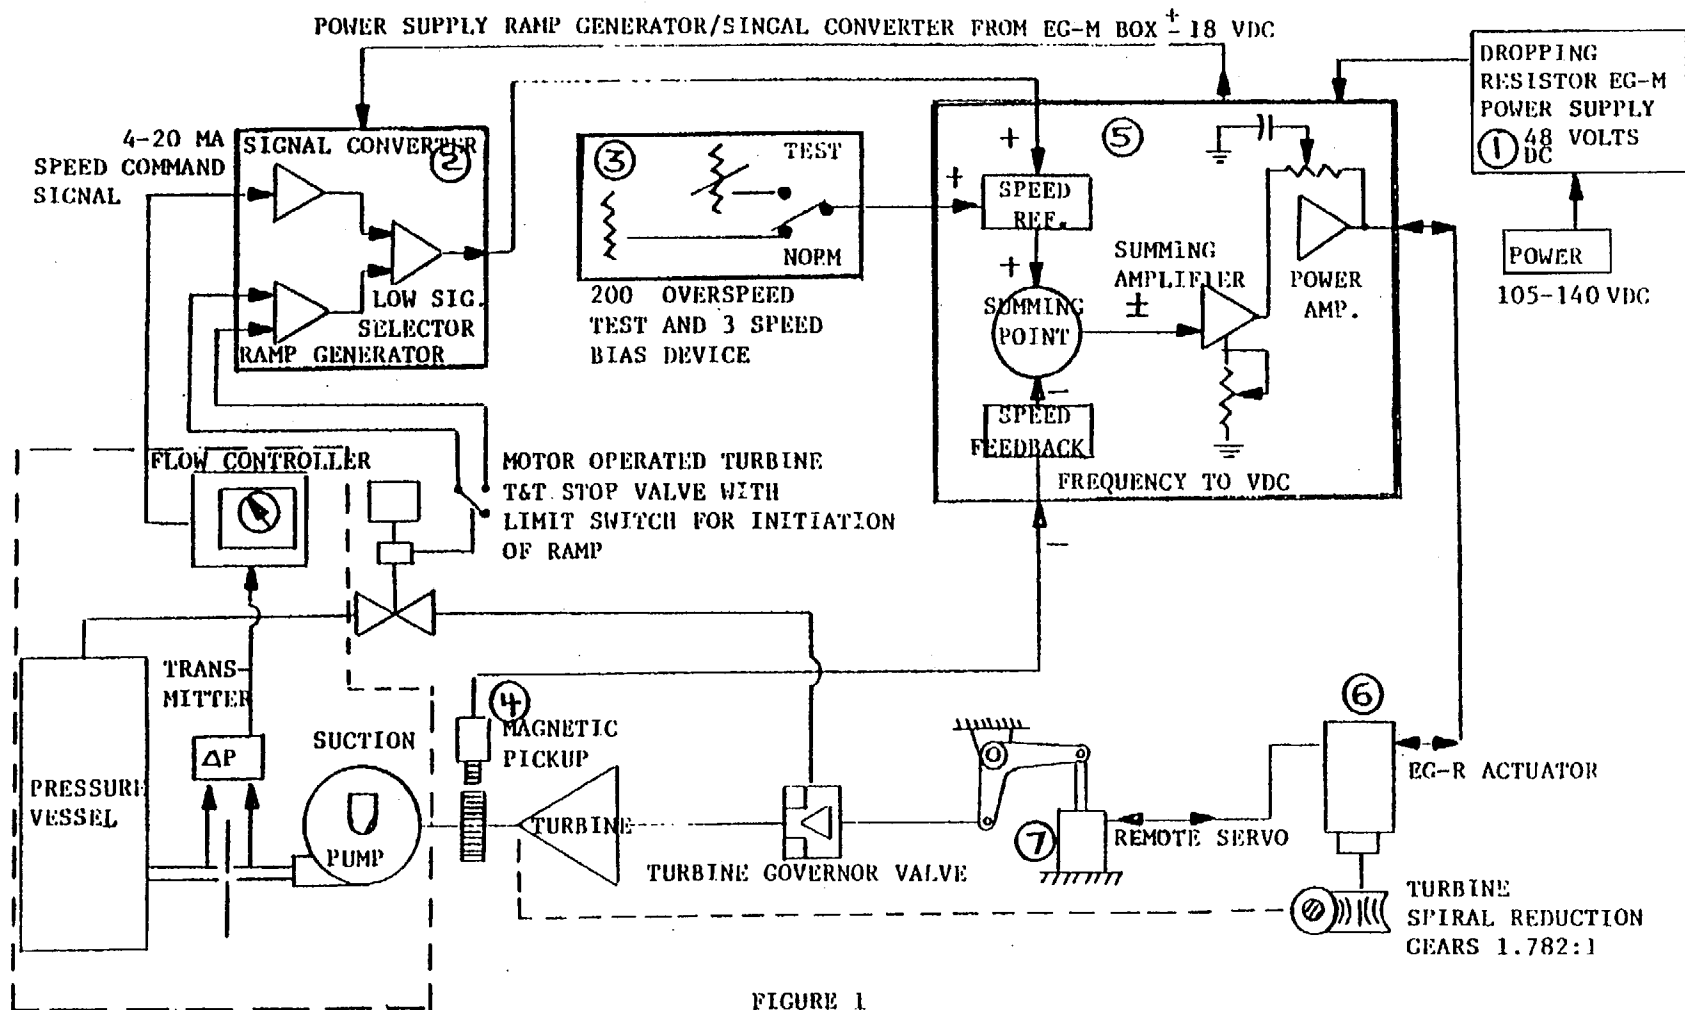 POWER SUPPLY RAMP GENERATOR/SINGAL CONVERTER FROM EG-M BOX ± 18 VDC
DROPPING
RESISTOR EG-M
POWER SUPPLY
1 48 VOLTS
DC
POWER
105-140 VDC
4-20 MA
SPEED COMMAND
SIGNAL
SIGNAL CONVERTER
2
LOW SIG.
SELECTOR
RAMP GENERATOR
3
TEST
NORM
200 OVERSPEED
TEST AND 3 SPEED
BIAS DEVICE
5
+
+
SPEED
REF.
+
SUMMING
POINT
SUMMING
AMPLIFIER
±
POWER
AMP.
−
SPEED
FEEDBACK
FREQUENCY TO VDC
−
FLOW CONTROLLER
MOTOR OPERATED TURBINE
T&T STOP VALVE WITH
LIMIT SWITCH FOR INITIATION
OF RAMP
TRANS-
MITTER
ΔP
SUCTION
PRESSURE
VESSEL
PUMP
4
MAGNETIC
PICKUP
TURBINE
TURBINE GOVERNOR VALVE
7
REMOTE SERVO
6
EG-R ACTUATOR
TURBINE
SPIRAL REDUCTION
GEARS 1.782:1
FIGURE 1